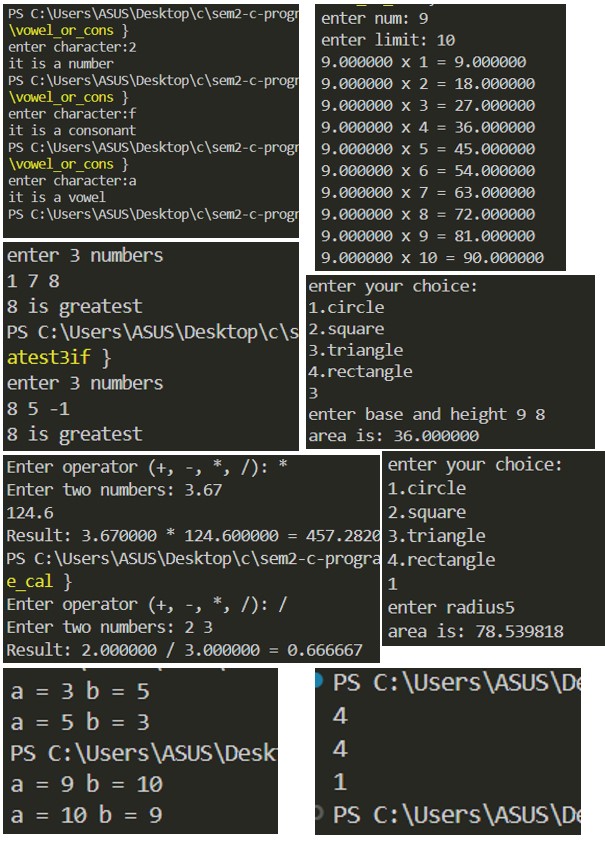 PS C:\Users\ASUS\Desktop\c\sem2-c-progr
\vowel_or_cons }
enter character:2
it is a number
PS C:\Users\ASUS\Desktop\c\sem2-c-progr
\vowel_or_cons }
enter character:f
it is a consonant
PS C:\Users\ASUS\Desktop\c\sem2-c-progr
\vowel_or_cons }
enter character:a
it is a vowel
PS C:\Users\ASUS\Desktop\c\sem2-c-progr
enter num: 9
enter limit: 10
9.000000 x 1 = 9.000000
9.000000 x 2 = 18.000000
9.000000 x 3 = 27.000000
9.000000 x 4 = 36.000000
9.000000 x 5 = 45.000000
9.000000 x 6 = 54.000000
9.000000 x 7 = 63.000000
9.000000 x 8 = 72.000000
9.000000 x 9 = 81.000000
9.000000 x 10 = 90.000000
enter 3 numbers
1 7 8
8 is greatest
PS C:\Users\ASUS\Desktop\c\s
atest3if }
enter 3 numbers
8 5 -1
8 is greatest
enter your choice:
1.circle
2.square
3.triangle
4.rectangle
3
enter base and height 9 8
area is: 36.000000
Enter operator (+, -, *, /): *
Enter two numbers: 3.67
124.6
Result: 3.670000 * 124.600000 = 457.2820
PS C:\Users\ASUS\Desktop\c\sem2-c-progra
e_cal }
Enter operator (+, -, *, /): /
Enter two numbers: 2 3
Result: 2.000000 / 3.000000 = 0.666667
enter your choice:
1.circle
2.square
3.triangle
4.rectangle
1
enter radius5
area is: 78.539818
a = 3 b = 5
a = 5 b = 3
PS C:\Users\ASUS\Desk
a = 9 b = 10
a = 10 b = 9
PS C:\Users\ASUS\De
4
4
1
PS C:\Users\ASUS\De